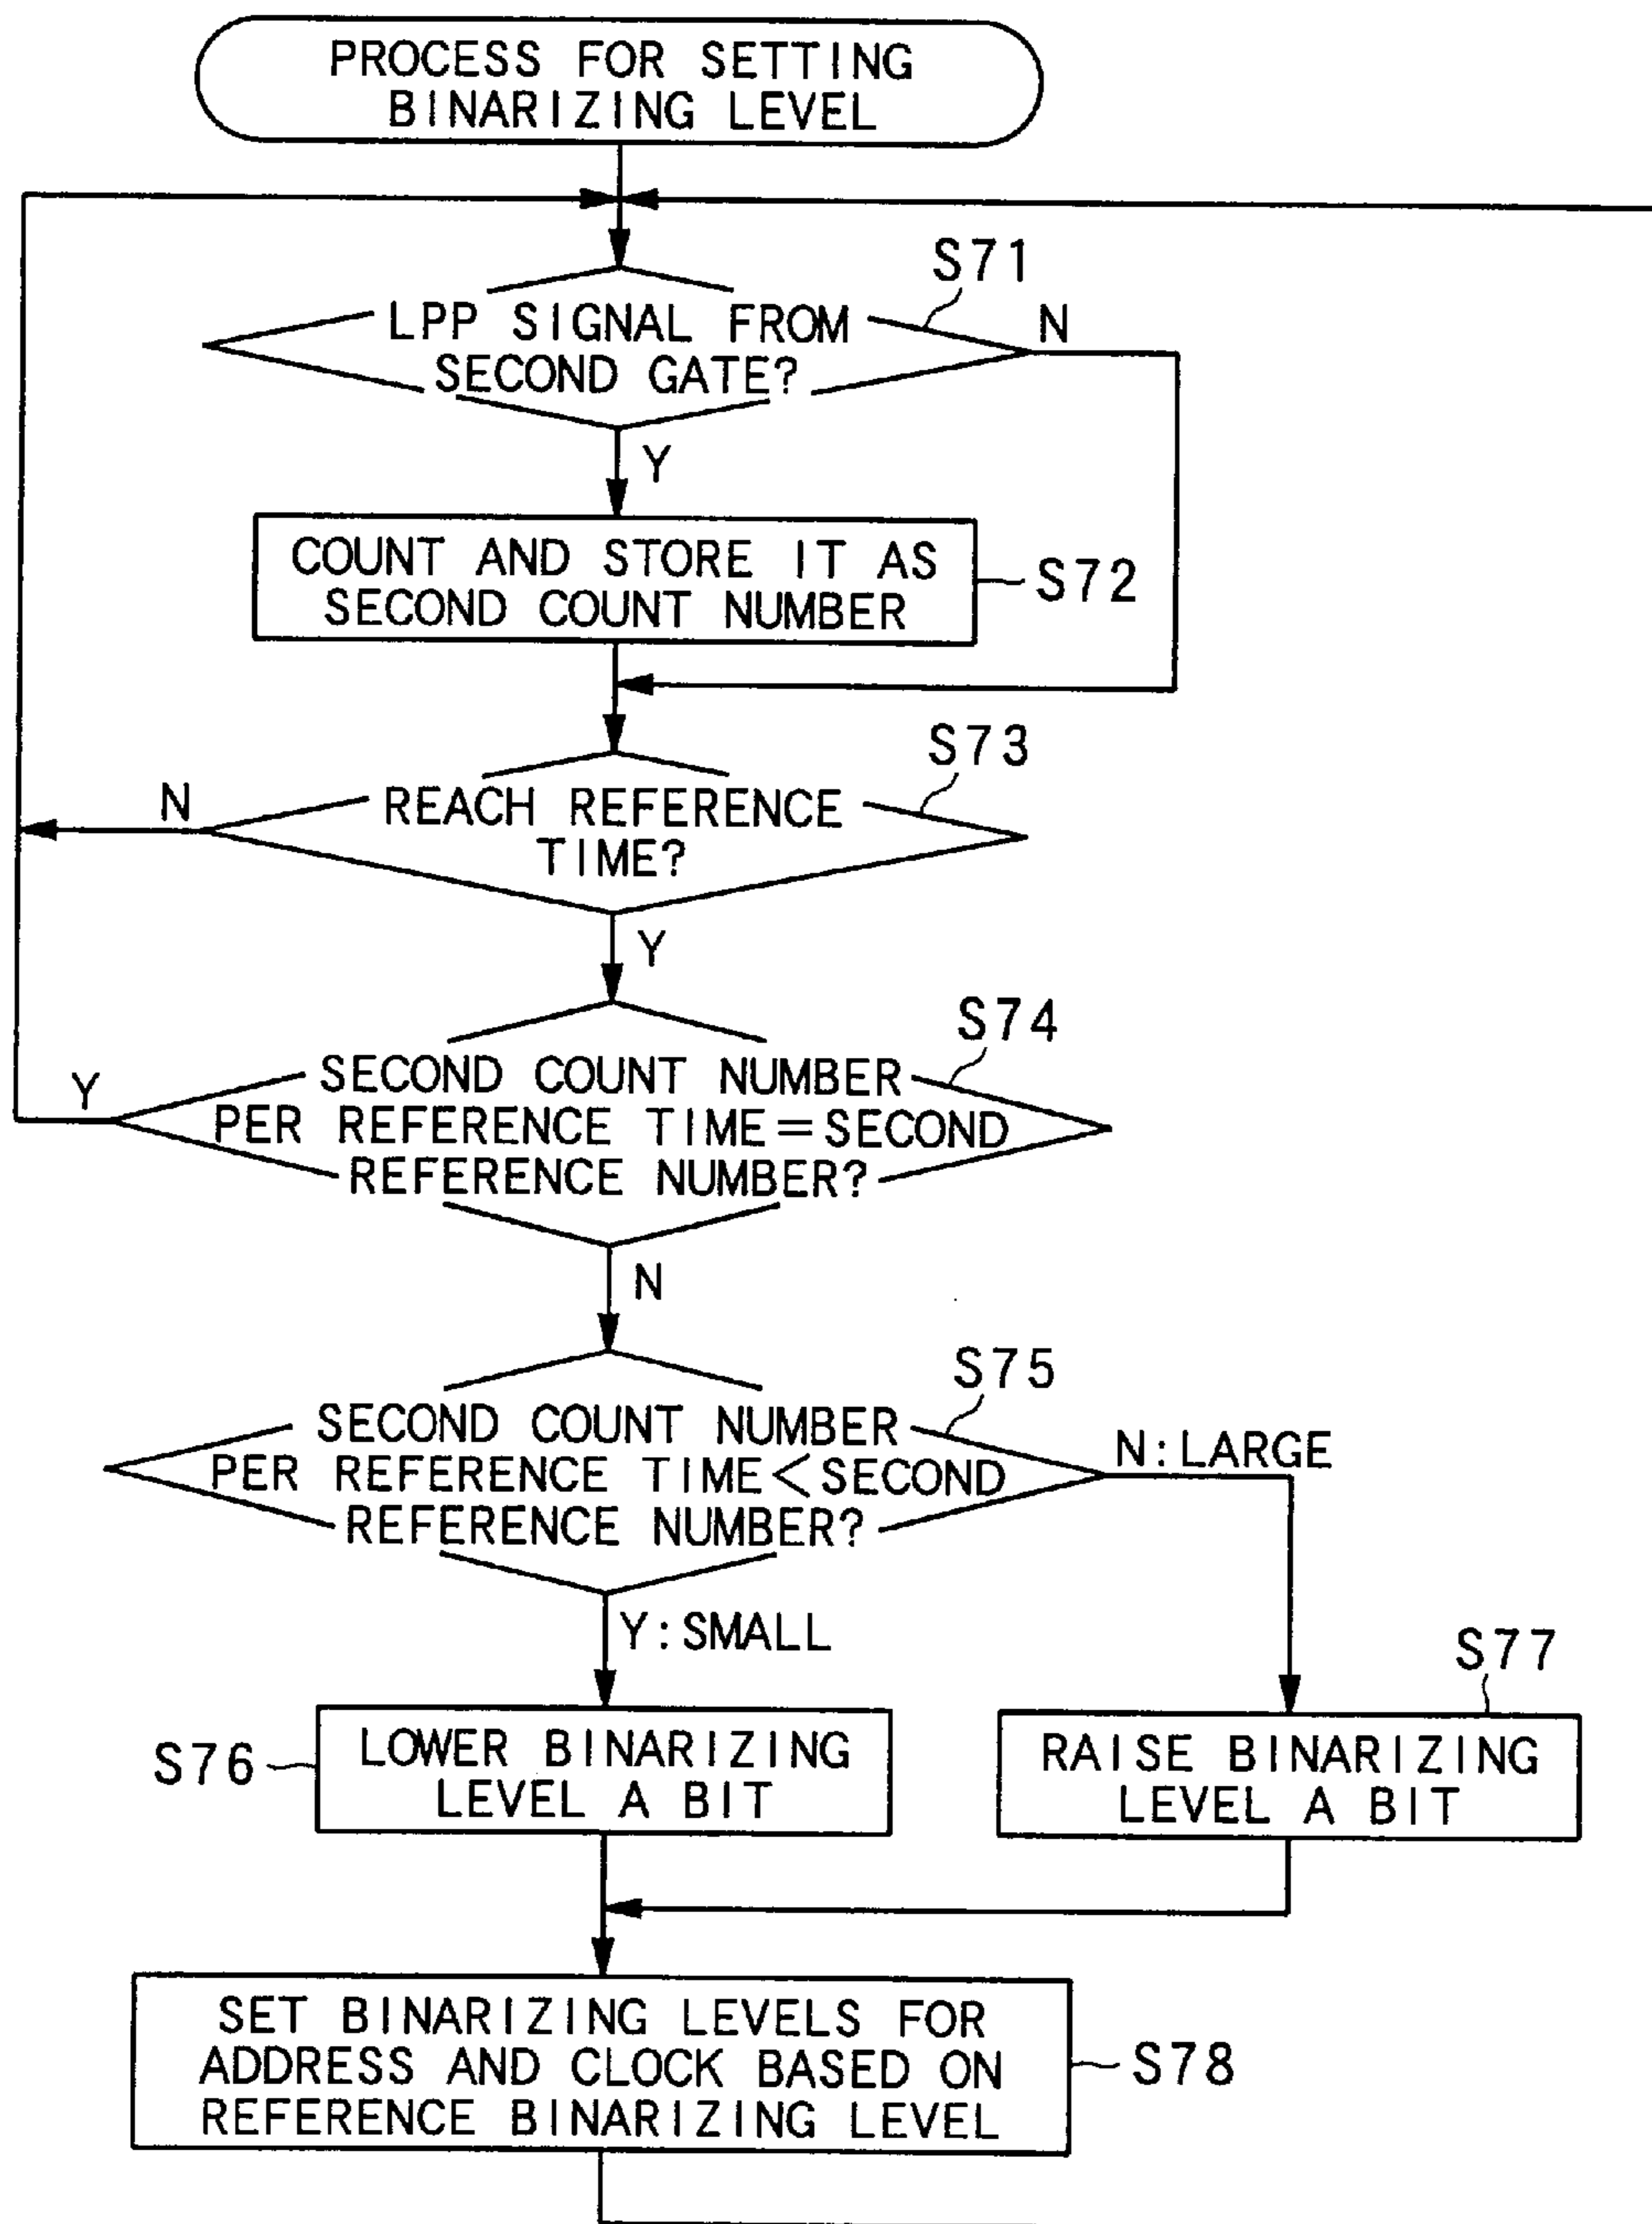 PROCESS FOR SETTING
BINARIZING LEVEL
S71
LPP SIGNAL FROM
SECOND GATE?
N
Y
COUNT AND STORE IT AS
SECOND COUNT NUMBER
S72
S73
REACH REFERENCE
TIME?
N
Y
S74
SECOND COUNT NUMBER
PER REFERENCE TIME=SECOND
REFERENCE NUMBER?
Y
N
S75
SECOND COUNT NUMBER
PER REFERENCE TIME<SECOND
REFERENCE NUMBER?
N:LARGE
Y:SMALL
S77
S76
LOWER BINARIZING
LEVEL A BIT
RAISE BINARIZING
LEVEL A BIT
SET BINARIZING LEVELS FOR
ADDRESS AND CLOCK BASED ON
REFERENCE BINARIZING LEVEL
S78